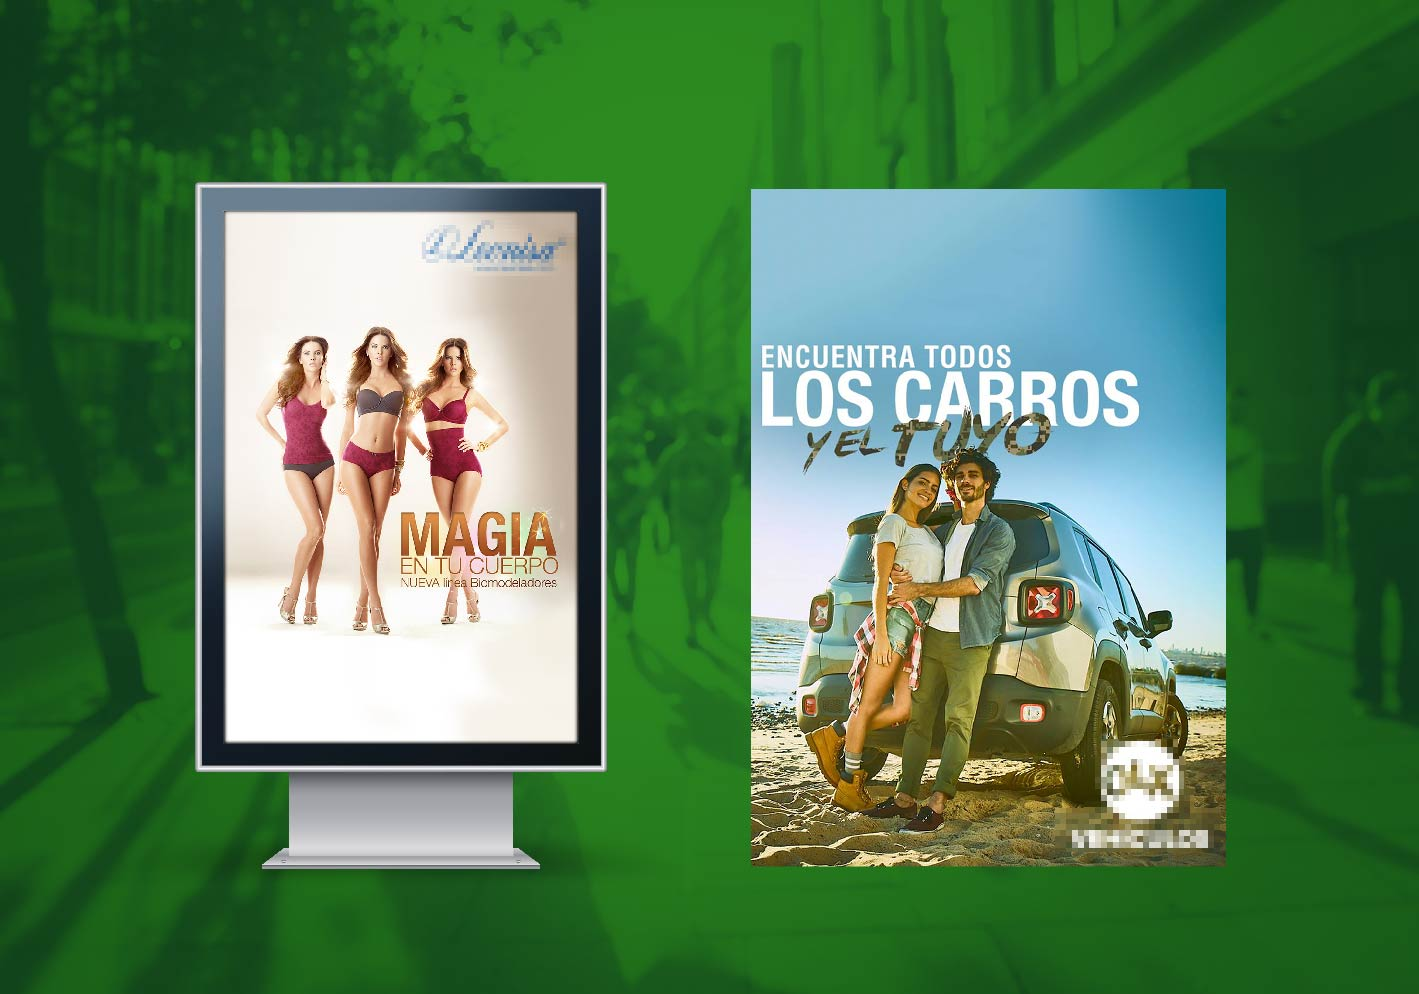 MAGIA
EN TU CUERPO
NUEVA línea Biomodeladores
ENCUENTRA TODOS
LOS CARROS
Y EL TUYO